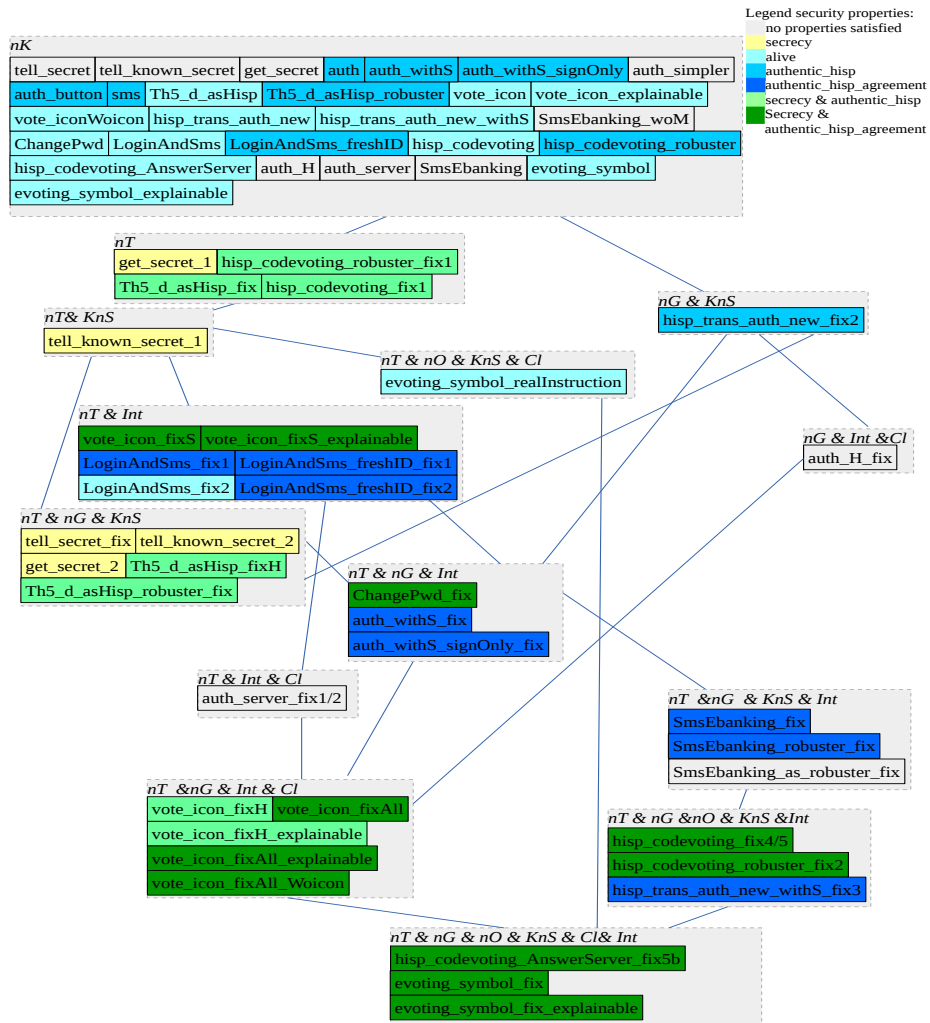 Legend security properties:
no properties satisfied
secrecy
alive
authentic_hisp
authentic_hisp_agreement
secrecy & authentic_hisp
Secrecy &
authentic_hisp_agreement
nK
tell_secret tell_known_secret get_secret auth auth_withS auth_withS_signOnly auth_simpler
auth_button sms Th5_d_asHisp Th5_d_asHisp_robuster vote_icon vote_icon_explainable
vote_iconWoicon hisp_trans_auth_new hisp_trans_auth_new_withS SmsEbanking_woM
ChangePwd LoginAndSms LoginAndSms_freshID hisp_codevoting hisp_codevoting_robuster
hisp_codevoting_AnswerServer auth_H auth_server SmsEbanking evoting_symbol
evoting_symbol_explainable
nT
get_secret_1 hisp_codevoting_robuster_fix1
Th5_d_asHisp_fix hisp_codevoting_fix1
nG & KnS
hisp_trans_auth_new_fix2
nT& KnS
tell_known_secret_1
nT & nO & KnS & Cl
evoting_symbol_realInstruction
nT & Int
vote_icon_fixS vote_icon_fixS_explainable
LoginAndSms_fix1 LoginAndSms_freshID_fix1
LoginAndSms_fix2 LoginAndSms_freshID_fix2
nG & Int &Cl
auth_H_fix
nT & nG & KnS
tell_secret_fix tell_known_secret_2
get_secret_2 Th5_d_asHisp_fixH
Th5_d_asHisp_robuster_fix
nT & nG & Int
ChangePwd_fix
auth_withS_fix
auth_withS_signOnly_fix
nT & Int & Cl
auth_server_fix1/2
nT &nG & KnS & Int
SmsEbanking_fix
SmsEbanking_robuster_fix
SmsEbanking_as_robuster_fix
nT &nG & Int & Cl
vote_icon_fixH vote_icon_fixAll
vote_icon_fixH_explainable
vote_icon_fixAll_explainable
vote_icon_fixAll_Woicon
nT & nG &nO & KnS &Int
hisp_codevoting_fix4/5
hisp_codevoting_robuster_fix2
hisp_trans_auth_new_withS_fix3
nT & nG & nO & KnS & Cl& Int
hisp_codevoting_AnswerServer_fix5b
evoting_symbol_fix
evoting_symbol_fix_explainable